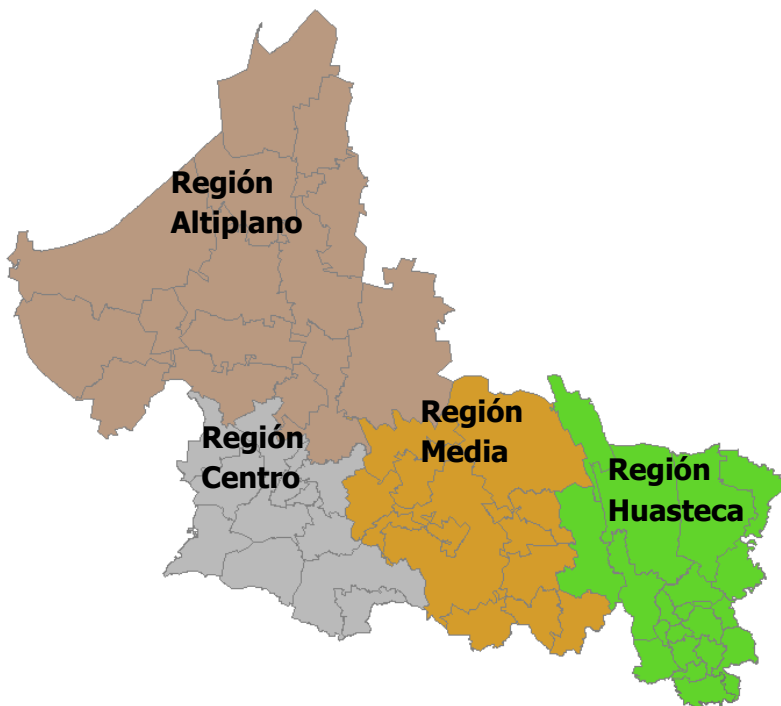 Región
Altiplano
Región
Centro
Región
Media
Región
Huasteca